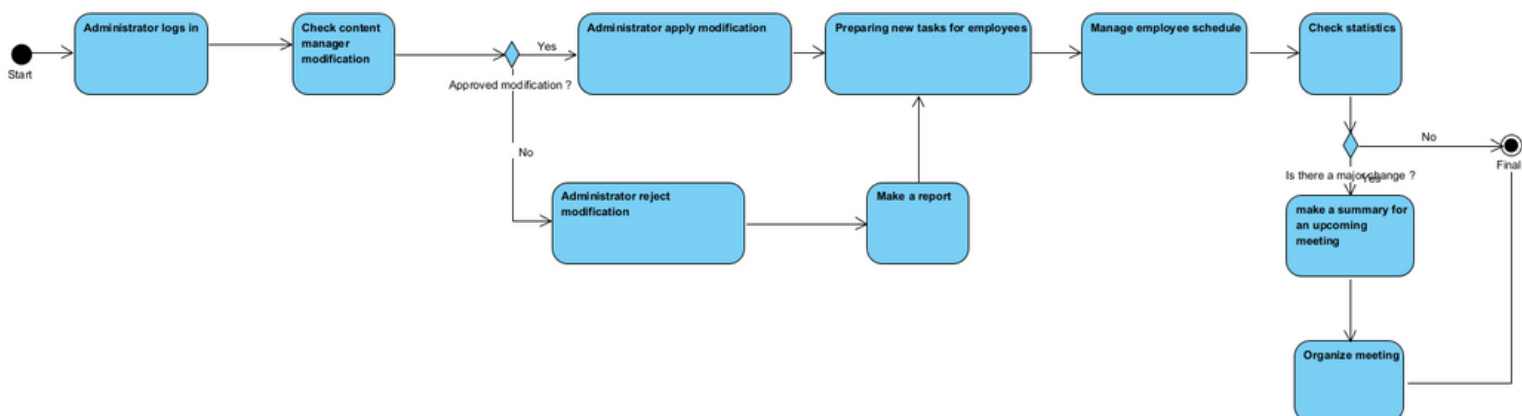 Start
Administrator logs in
Check content
manager
modification
Approved modification ?
Yes
Administrator apply modification
Preparing new tasks for employees
Manage employee schedule
Check statistics
No
Administrator reject
modification
Make a report
Is there a major change ?
No
Final
Yes
make a summary for
an upcoming
meeting
Organize meeting